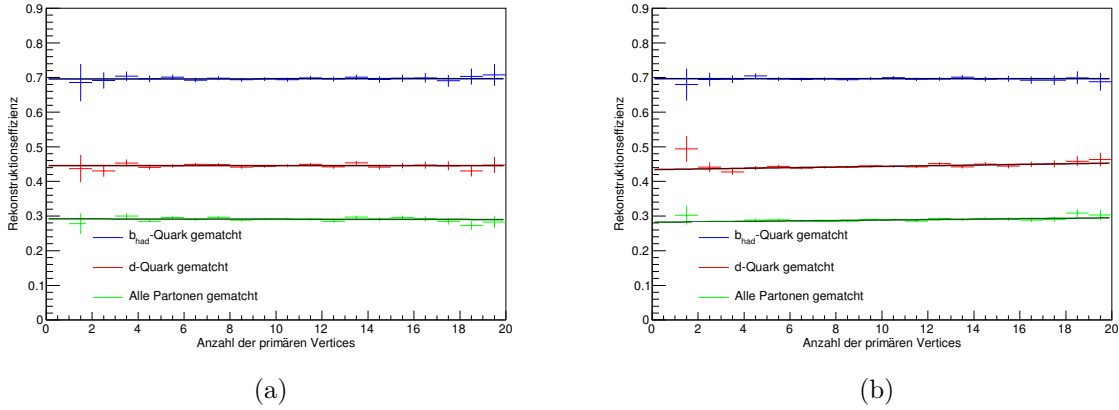 0.9
0.8
0.7
0.6
0.5
0.4
0.3
0.2
0.1
0
Rekonstruktionseffizienz
b_had-Quark gematcht
d-Quark gematcht
Alle Partonen gematcht
0 2 4 6 8 10 12 14 16 18 20
Anzahl der primären Vertices
(a)
0.9
0.8
0.7
0.6
0.5
0.4
0.3
0.2
0.1
0
Rekonstruktionseffizienz
b_had-Quark gematcht
d-Quark gematcht
Alle Partonen gematcht
0 2 4 6 8 10 12 14 16 18 20
Anzahl der primären Vertices
(b)